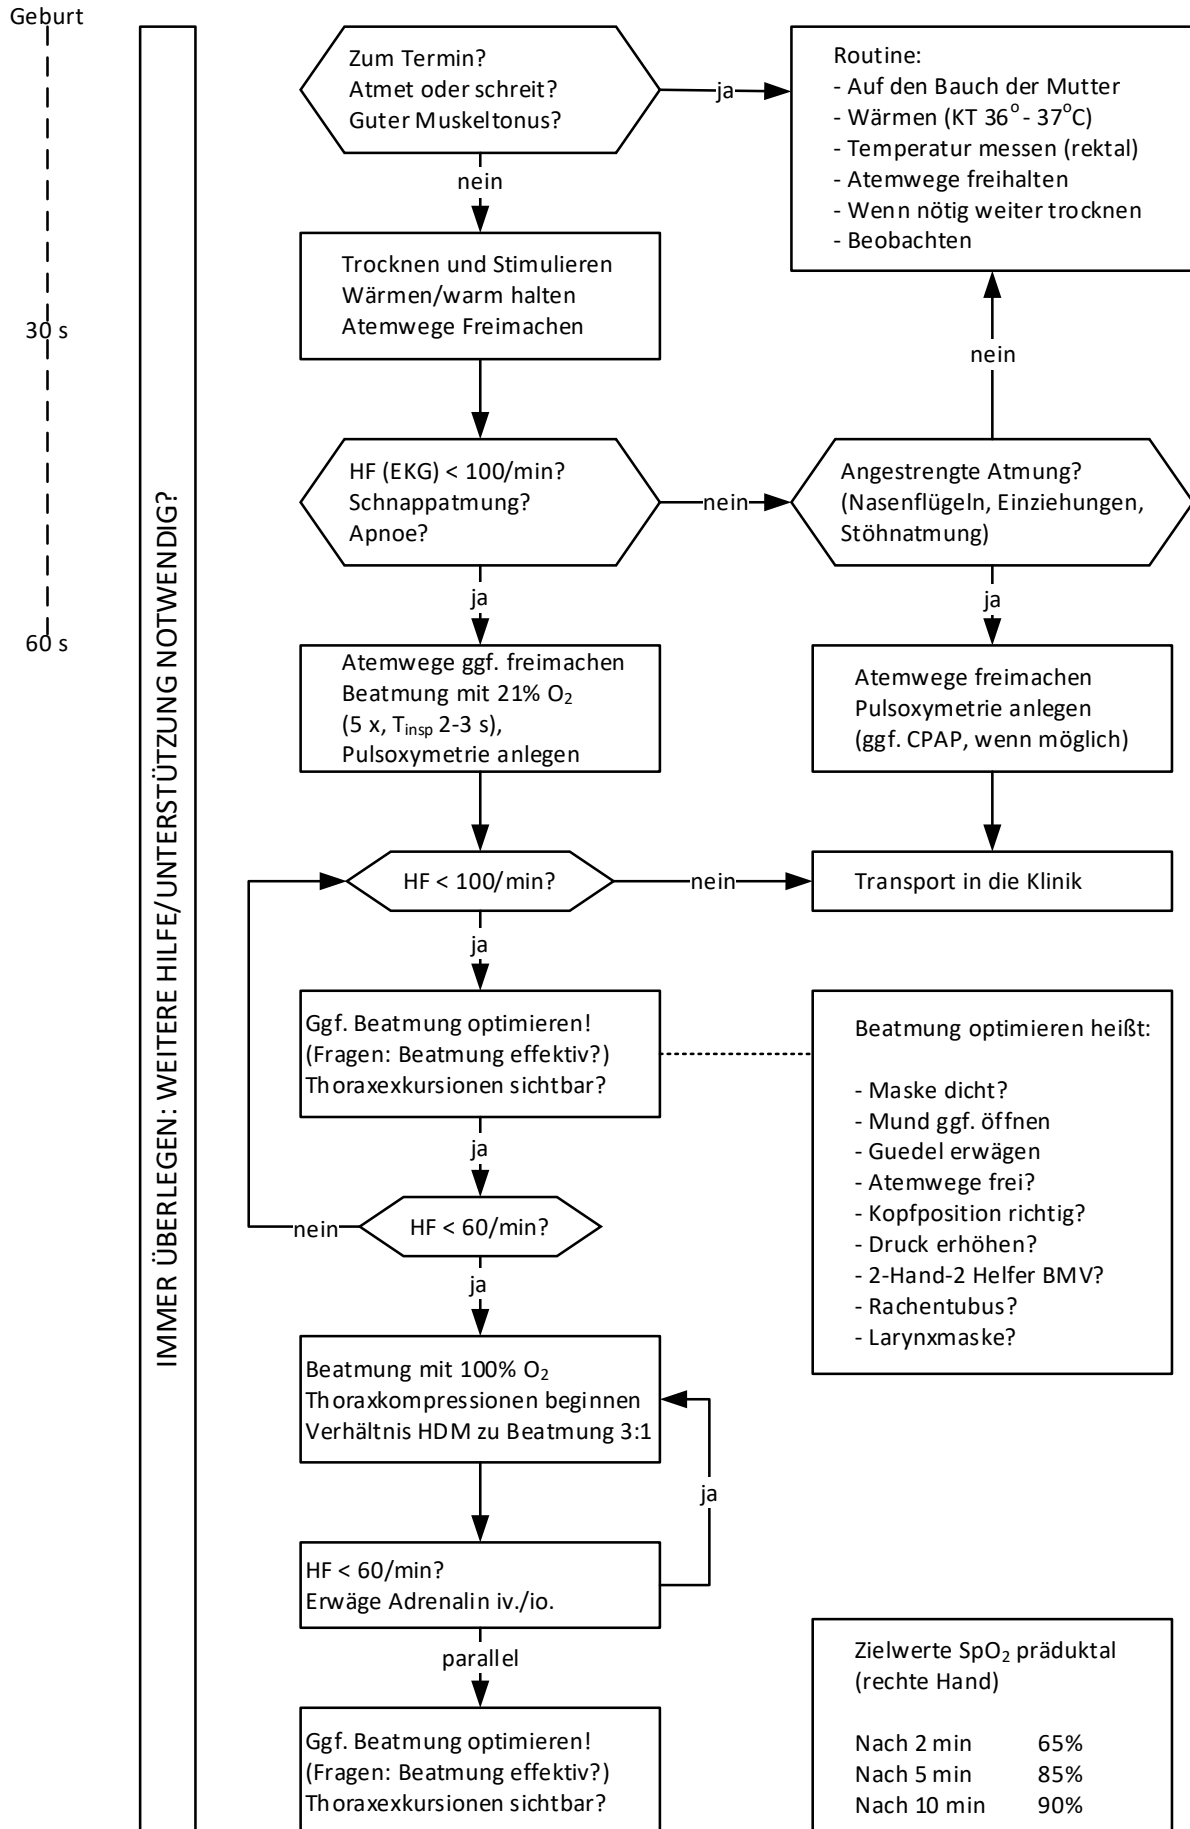 Geburt
30 s
60 s
IMMER ÜBERLEGEN: WEITERE HILFE/UNTERSTÜTZUNG NOTWENDIG?
Zum Termin?
Atmet oder schreit?
Guter Muskeltonus?
ja
Routine:
- Auf den Bauch der Mutter
- Wärmen (KT 36° - 37°C)
- Temperatur messen (rektal)
- Atemwege freihalten
- Wenn nötig weiter trocknen
- Beobachten
nein
Trocknen und Stimulieren
Wärmen/warm halten
Atemwege Freimachen
nein
HF (EKG) < 100/min?
Schnappatmung?
Apnoe?
nein
Angestrengte Atmung?
(Nasenflügeln, Einziehungen,
Stöhnatmung)
ja
ja
Atemwege ggf. freimachen
Beatmung mit 21% O₂
(5 x, Tinsp 2-3 s),
Pulsoxymetrie anlegen
Atemwege freimachen
Pulsoxymetrie anlegen
(ggf. CPAP, wenn möglich)
HF < 100/min?
nein
Transport in die Klinik
ja
Ggf. Beatmung optimieren!
(Fragen: Beatmung effektiv?)
Thoraxexkursionen sichtbar?
Beatmung optimieren heißt:
- Maske dicht?
- Mund ggf. öffnen
- Guedel erwägen
- Atemwege frei?
- Kopfposition richtig?
- Druck erhöhen?
- 2-Hand-2 Helfer BMV?
- Rachentubus?
- Larynxmaske?
ja
nein
HF < 60/min?
ja
Beatmung mit 100% O₂
Thoraxkompressionen beginnen
Verhältnis HDM zu Beatmung 3:1
ja
HF < 60/min?
Erwäge Adrenalin iv./io.
parallel
Ggf. Beatmung optimieren!
(Fragen: Beatmung effektiv?)
Thoraxexkursionen sichtbar?
Zielwerte SpO₂ präduktal
(rechte Hand)
Nach 2 min 65%
Nach 5 min 85%
Nach 10 min 90%